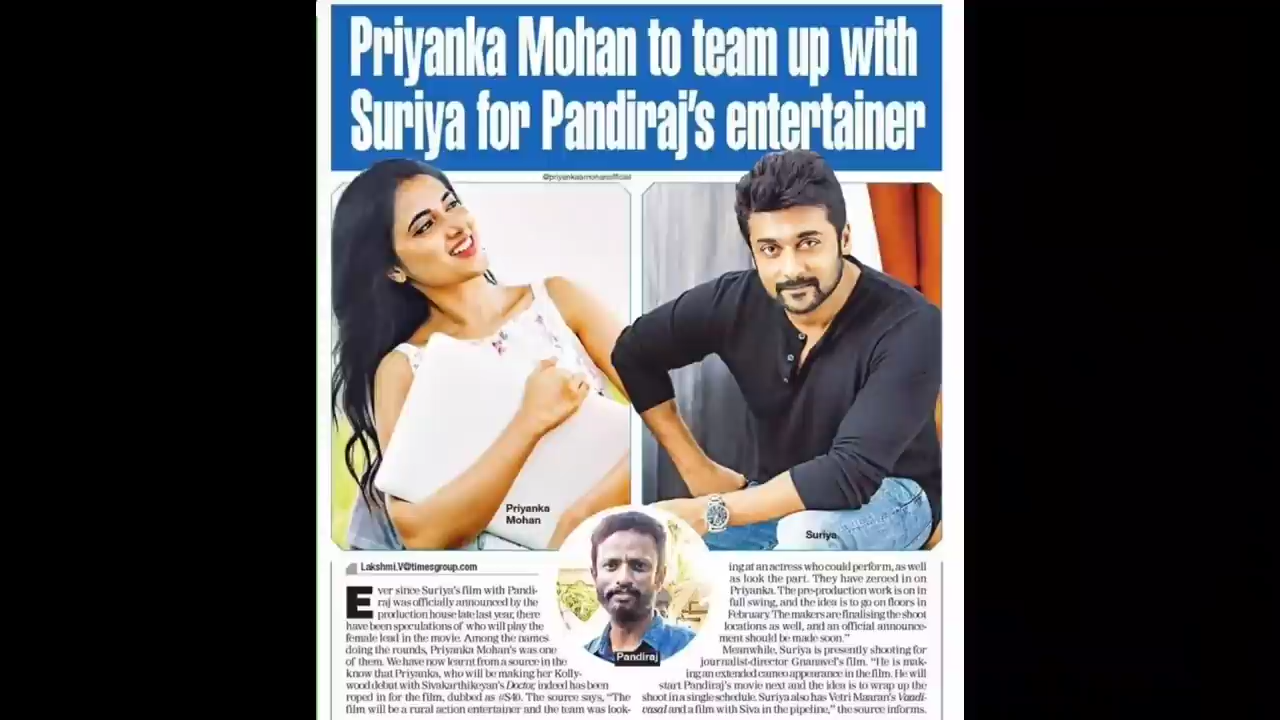 Priyanka Mohan to team up with
Suriya for Pandiraj's entertainer
@priyankaamohanofficial
Priyanka
Mohan
Suriya
Pandiraj
Lakshmi.V@timesgroup.com
Ever since Suriya's film with Pandi-
raj was officially announced by the
production house late last year, there
have been speculations of who will play the
female lead in the movie. Among the names
doing the rounds, Priyanka Mohan's was one
of them. We have now learnt from a source in the
know that Priyanka, who will be making her Kolly-
wood debut with Sivakarthikeyan's Doctor, indeed has been
roped in for the film, dubbed as #S40. The source says, "The
film will be a rural action entertainer and the team was look-
ing at an actress who could perform, as well
as look the part. They have zeroed in on
Priyanka. The pre-production work is on in
full swing, and the idea is to go on floors in
February. The makers are finalising the shoot
locations as well, and an official announce-
ment should be made soon."
Meanwhile, Suriya is presently shooting for
journalist-director Gnanavel's film. "He is mak-
ing an extended cameo appearance in the film. He will
start Pandiraj's movie next and the idea is to wrap up the
shoot in a single schedule. Suriya also has Vetri Maaran's Vaadi-
vasal and a film with Siva in the pipeline," the source informs.